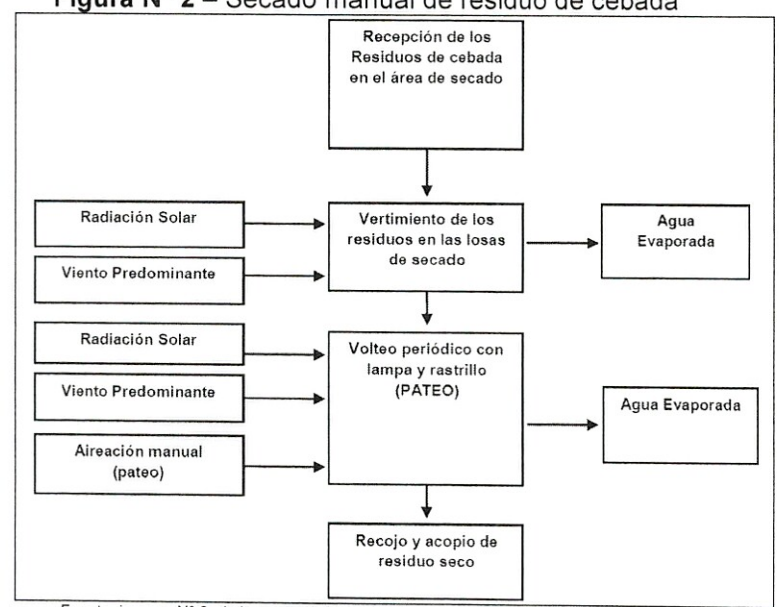 Figura N° 2 – Secado manual de residuo de cebada
Recepción de los
Residuos de cebada
en el área de secado
Radiación Solar
Viento Predominante
Vertimiento de los
residuos en las losas
de secado
Agua
Evaporada
Radiación Solar
Viento Predominante
Aireación manual
(pateo)
Volteo periódico con
lampa y rastrillo
(PATEO)
Agua Evaporada
Recojo y acopio de
residuo seco